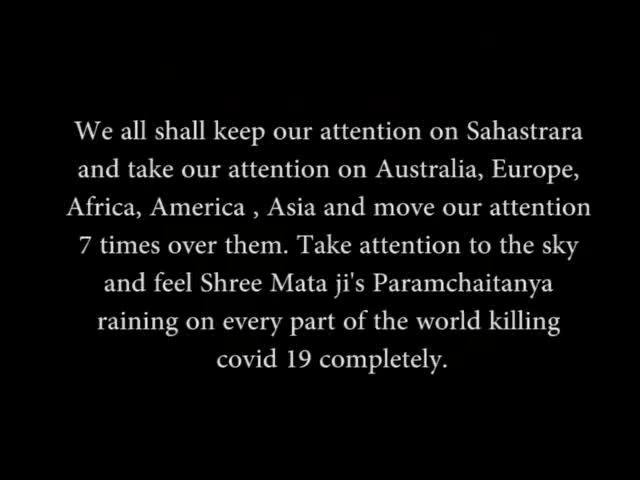 We all shall keep our attention on Sahastrara
and take our attention on Australia, Europe,
Africa, America , Asia and move our attention
7 times over them. Take attention to the sky
and feel Shree Mata ji's Paramchaitanya
raining on every part of the world killing
covid 19 completely.